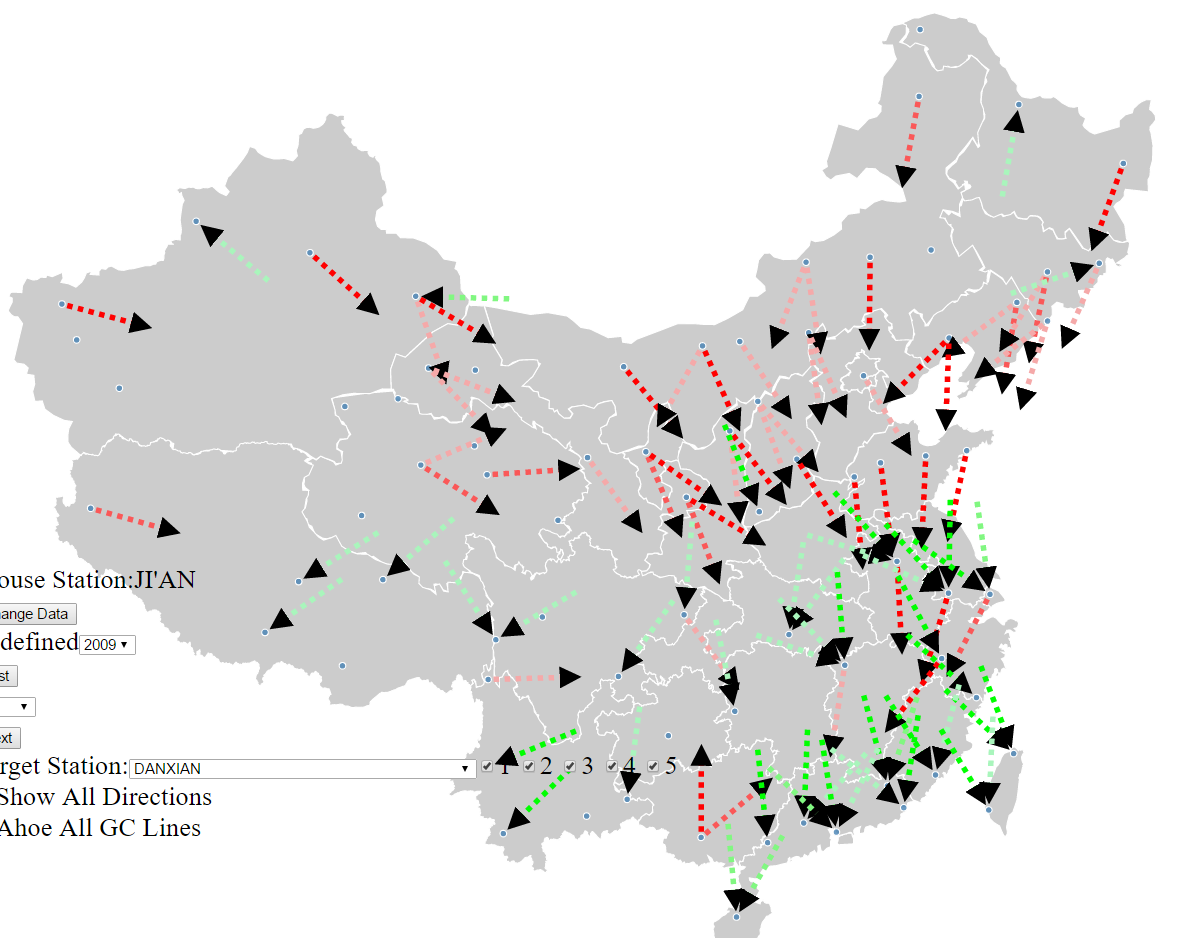 ouse Station:JI'AN
ange Data
defined 2009
st
ext
rget Station: DANXIAN 1 2 3 4 5
Show All Directions
Ahoe All GC Lines